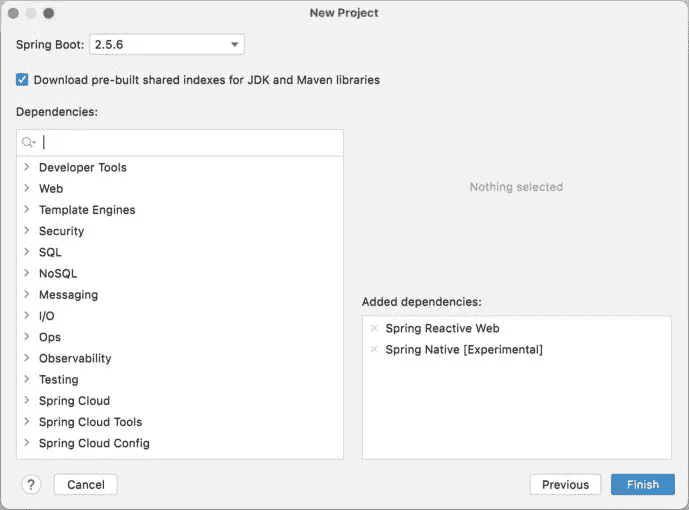 New Project
Spring Boot: 2.5.6
Download pre-built shared indexes for JDK and Maven libraries
Dependencies:
Developer Tools
Web
Template Engines
Security
SQL
NoSQL
Messaging
I/O
Ops
Observability
Testing
Spring Cloud
Spring Cloud Tools
Spring Cloud Config
Nothing selected
Added dependencies:
Spring Reactive Web
Spring Native [Experimental]
? Cancel Previous Finish